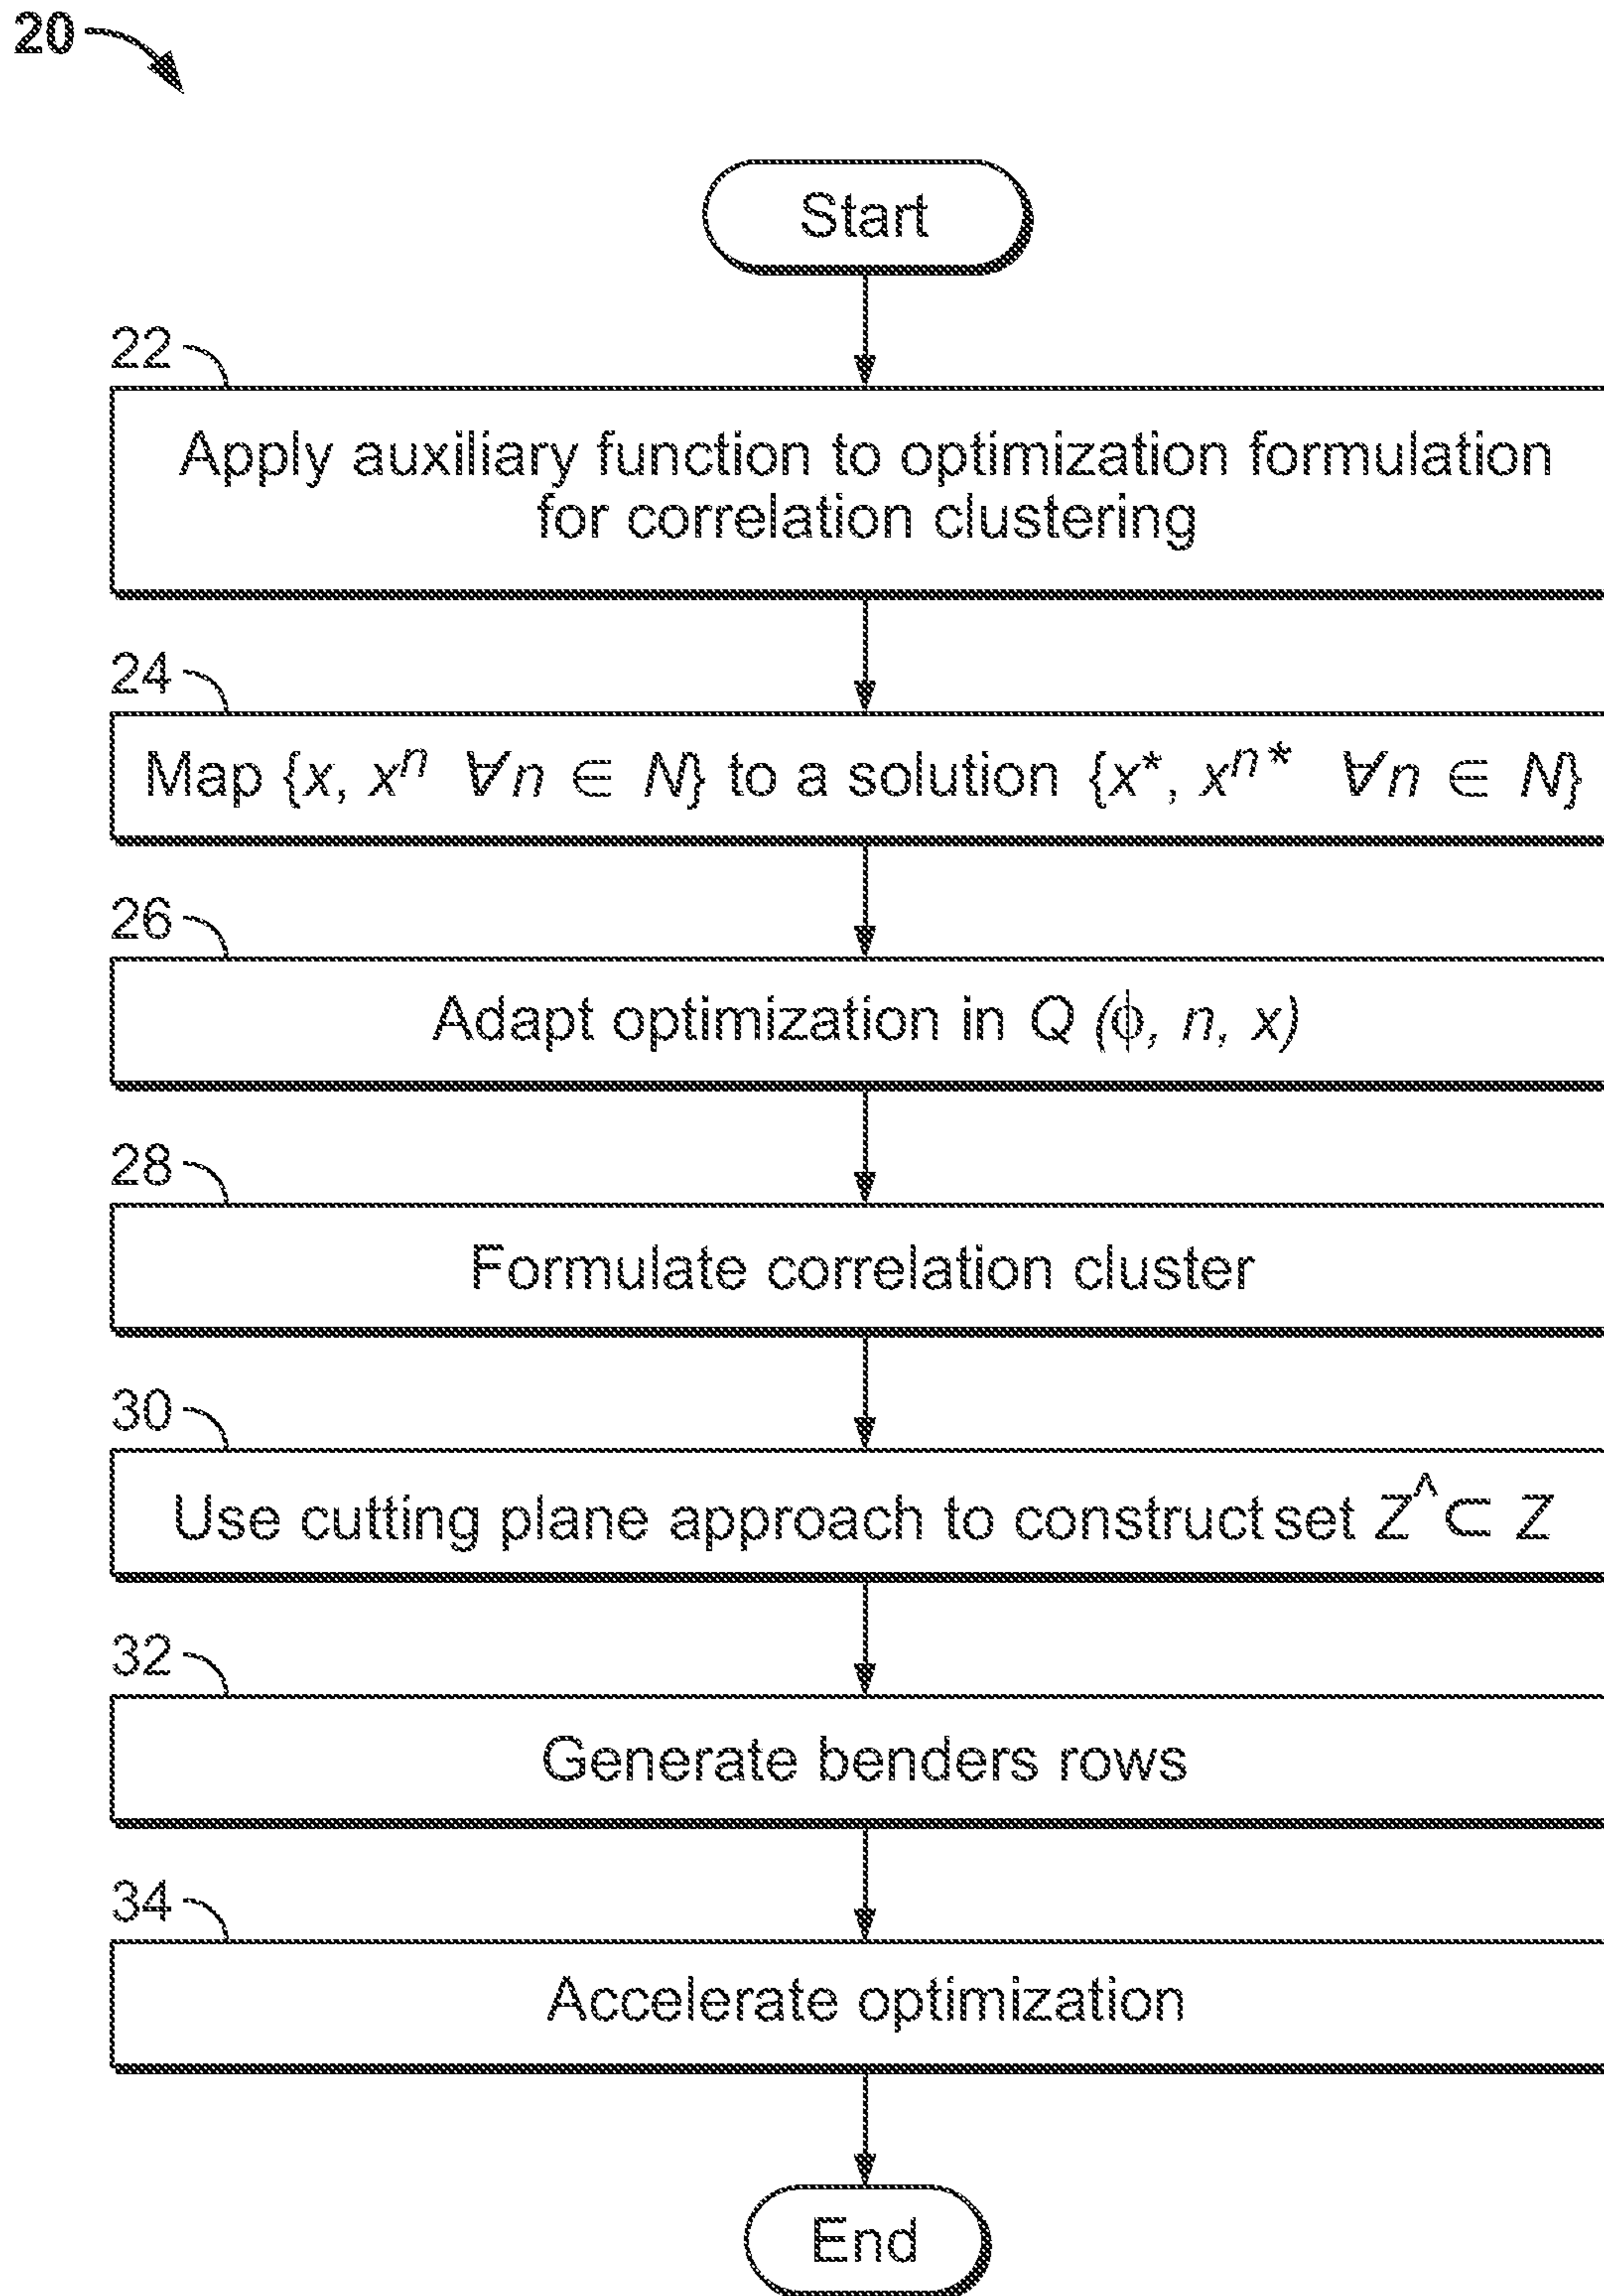 20
Start
22
Apply auxiliary function to optimization formulation
for correlation clustering
24
Map {x, xⁿ ∀n ∈ N} to a solution {x*, xⁿ* ∀n ∈ N}
26
Adapt optimization in Q (ϕ, n, x)
28
Formulate correlation cluster
30
Use cutting plane approach to construct set Z^ ⊂ Z
32
Generate benders rows
34
Accelerate optimization
End